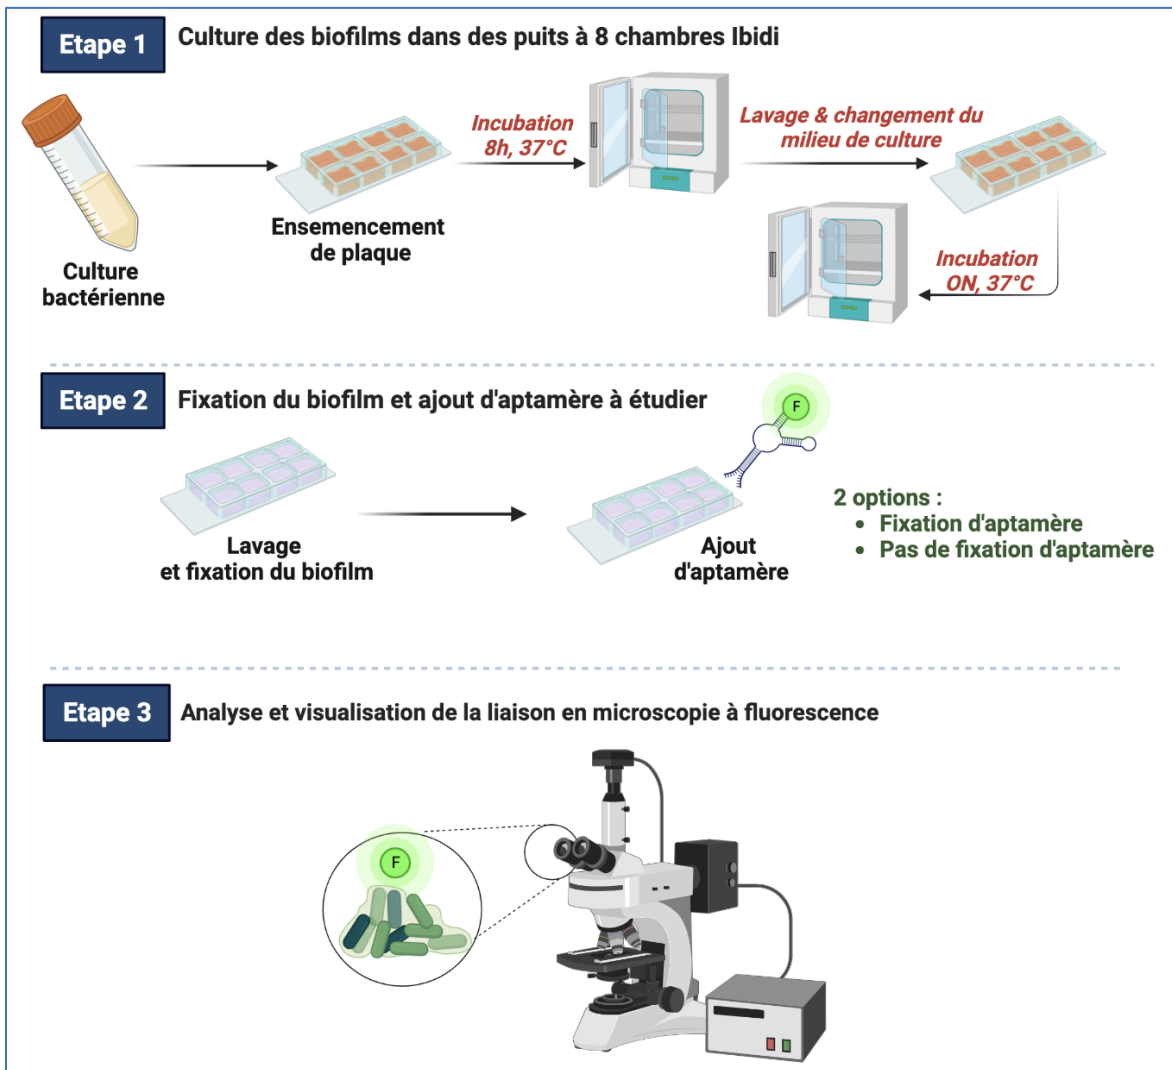 Etape 1
Culture des biofilms dans des puits à 8 chambres Ibidi
Incubation
8h, 37°C
Lavage & changement du
milieu de culture
Ensemencement
de plaque
Culture
bactérienne
Incubation
ON, 37°C
Etape 2
Fixation du biofilm et ajout d'aptamère à étudier
F
2 options :
• Fixation d'aptamère
• Pas de fixation d'aptamère
Lavage
et fixation du biofilm
Ajout
d'aptamère
Etape 3
Analyse et visualisation de la liaison en microscopie à fluorescence
F